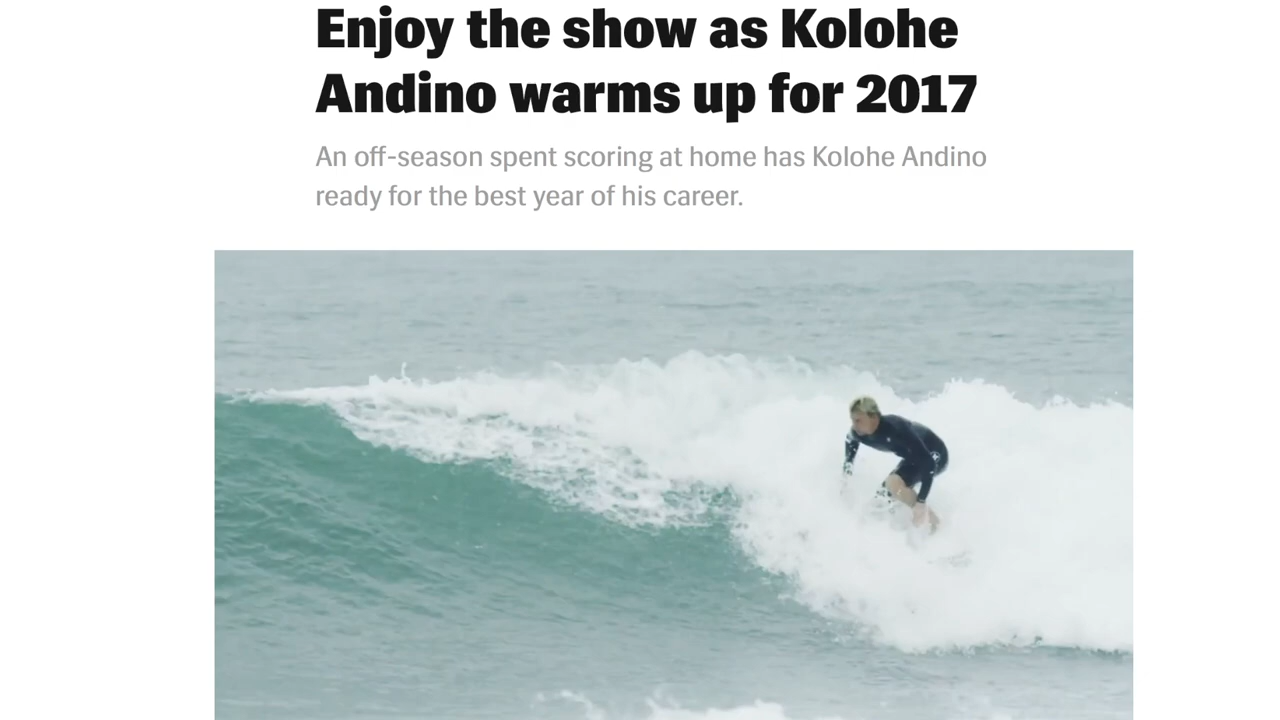 Enjoy the show as Kolohe
Andino warms up for 2017
An off-season spent scoring at home has Kolohe Andino
ready for the best year of his career.